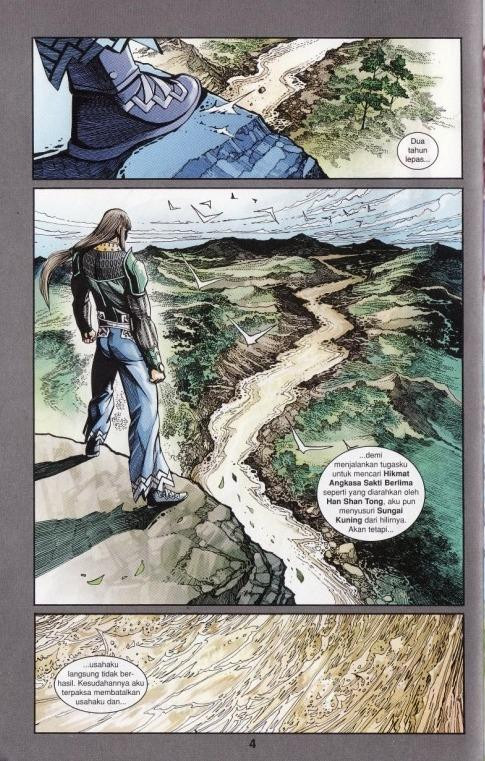 Dua
tahun
lepas...
...demi
menjalankan tugasku
untuk mencari Hikmat
Angkasa Sakti Berlima
seperti yang diarahkan oleh
Han Shan Tong, aku pun
menyusuri Sungai
Kuning dari hilirnya.
Akan tetapi...
...usahaku
langsung tidak ber-
hasil. Kesudahannya aku
terpaksa membatalkan
usahaku dan...
4